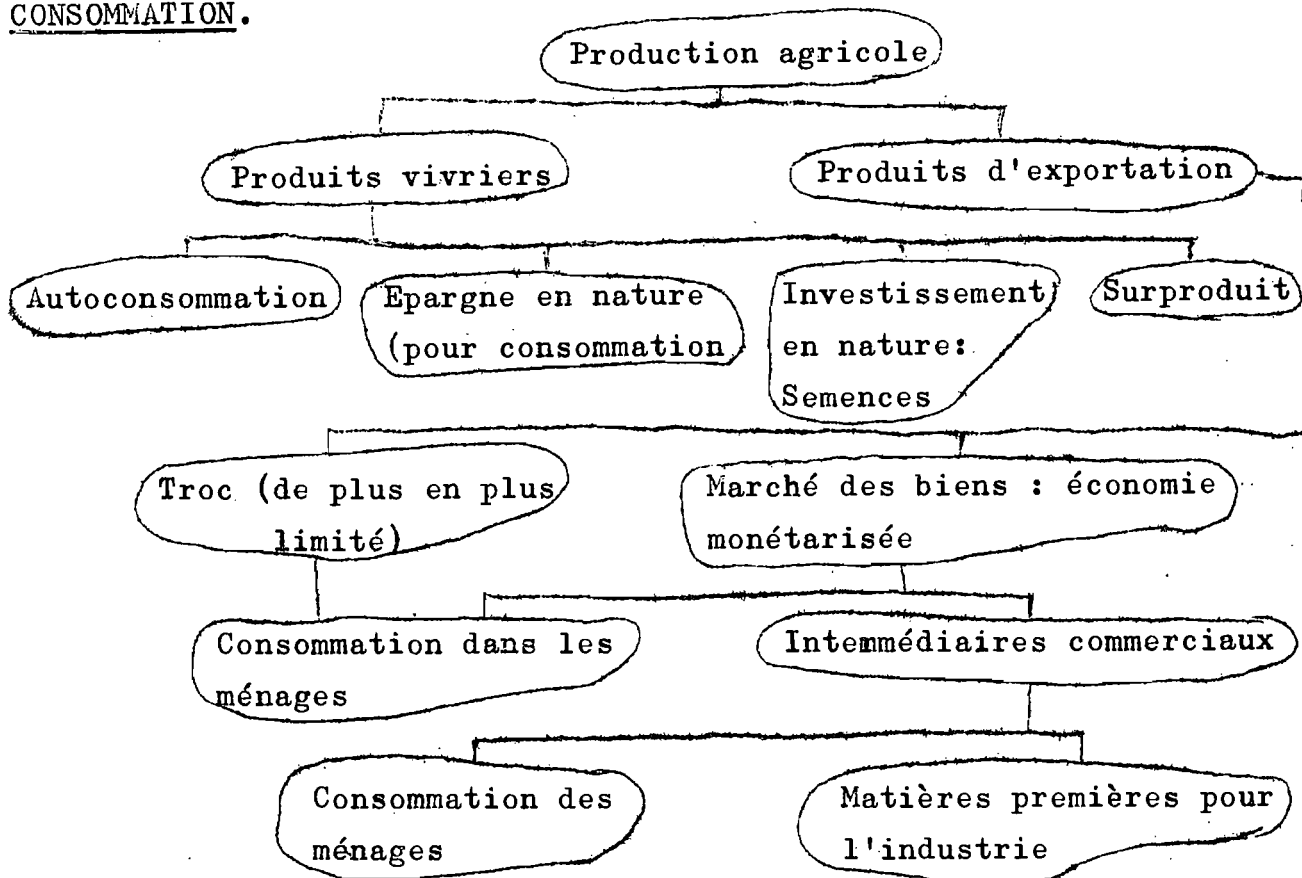 CONSOMMATION.
Production agricole
Produits vivriers
Produits d'exportation
Autoconsommation
Epargne en nature
(pour consommation
Investissement
en nature:
Semences
Surproduit
Troc (de plus en plus
limité)
Marché des biens : économie
monétarisée
Consommation dans les
ménages
Intemmédiaires commerciaux
Consommation des
ménages
Matières premières pour
l'industrie